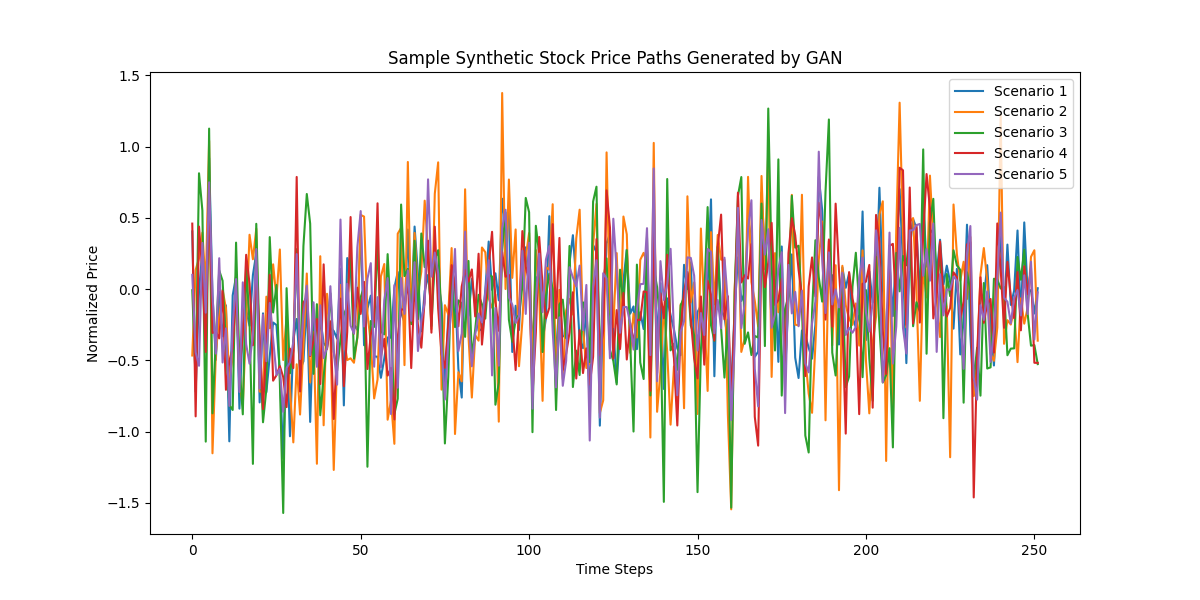 Sample Synthetic Stock Price Paths Generated by GAN
1.5
1.0
0.5
0.0
−0.5
−1.0
−1.5
Normalized Price
Scenario 1
Scenario 2
Scenario 3
Scenario 4
Scenario 5
0 50 100 150 200 250
Time Steps